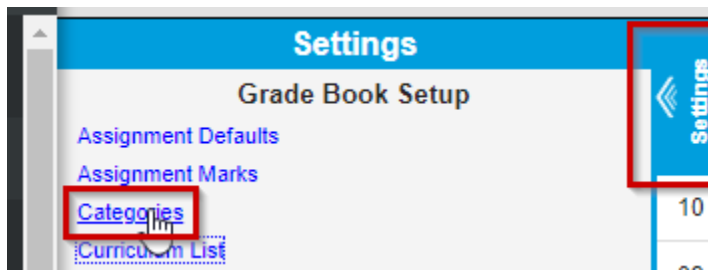 Settings
Grade Book Setup
Assignment Defaults
Assignment Marks
Categories
Curriculum List
Settings
10